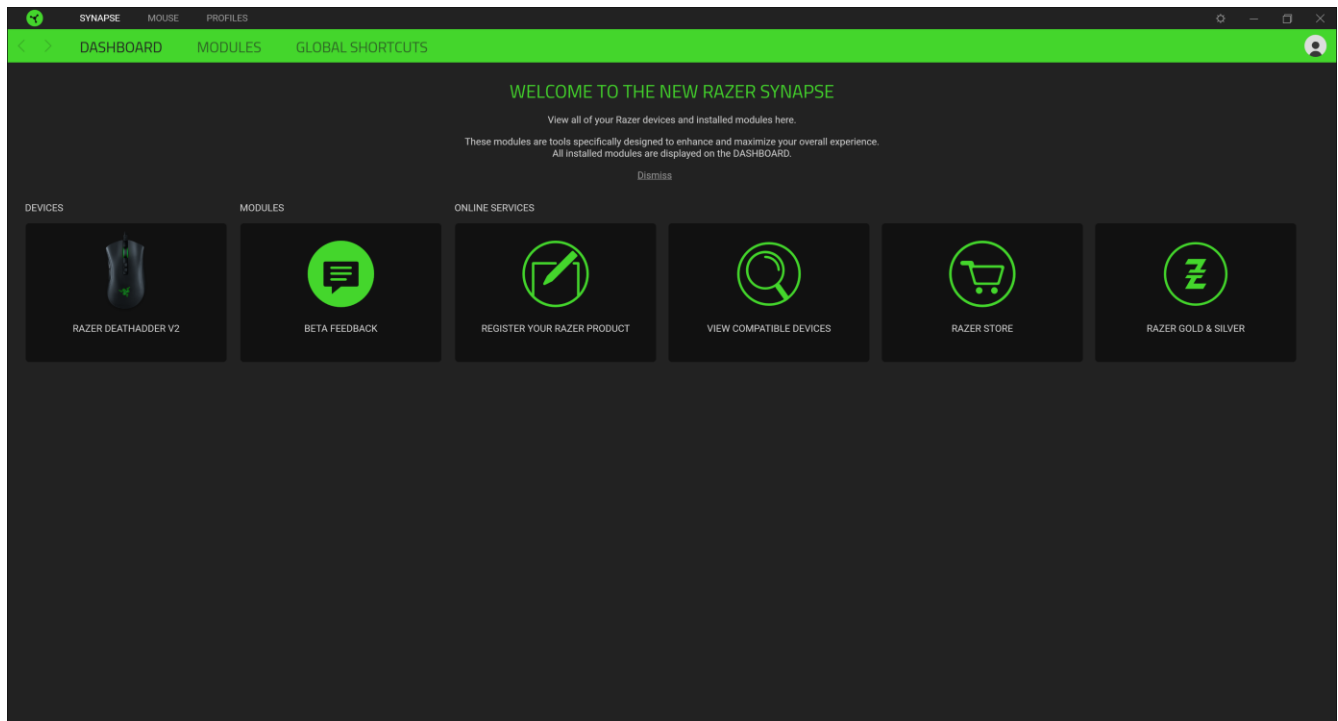 SYNAPSE MOUSE PROFILES
DASHBOARD MODULES GLOBAL SHORTCUTS
WELCOME TO THE NEW RAZER SYNAPSE
View all of your Razer devices and installed modules here.
These modules are tools specifically designed to enhance and maximize your overall experience.
All installed modules are displayed on the DASHBOARD.
Dismiss
DEVICES MODULES ONLINE SERVICES
RAZER DEATHADDER V2 BETA FEEDBACK REGISTER YOUR RAZER PRODUCT VIEW COMPATIBLE DEVICES RAZER STORE RAZER GOLD & SILVER